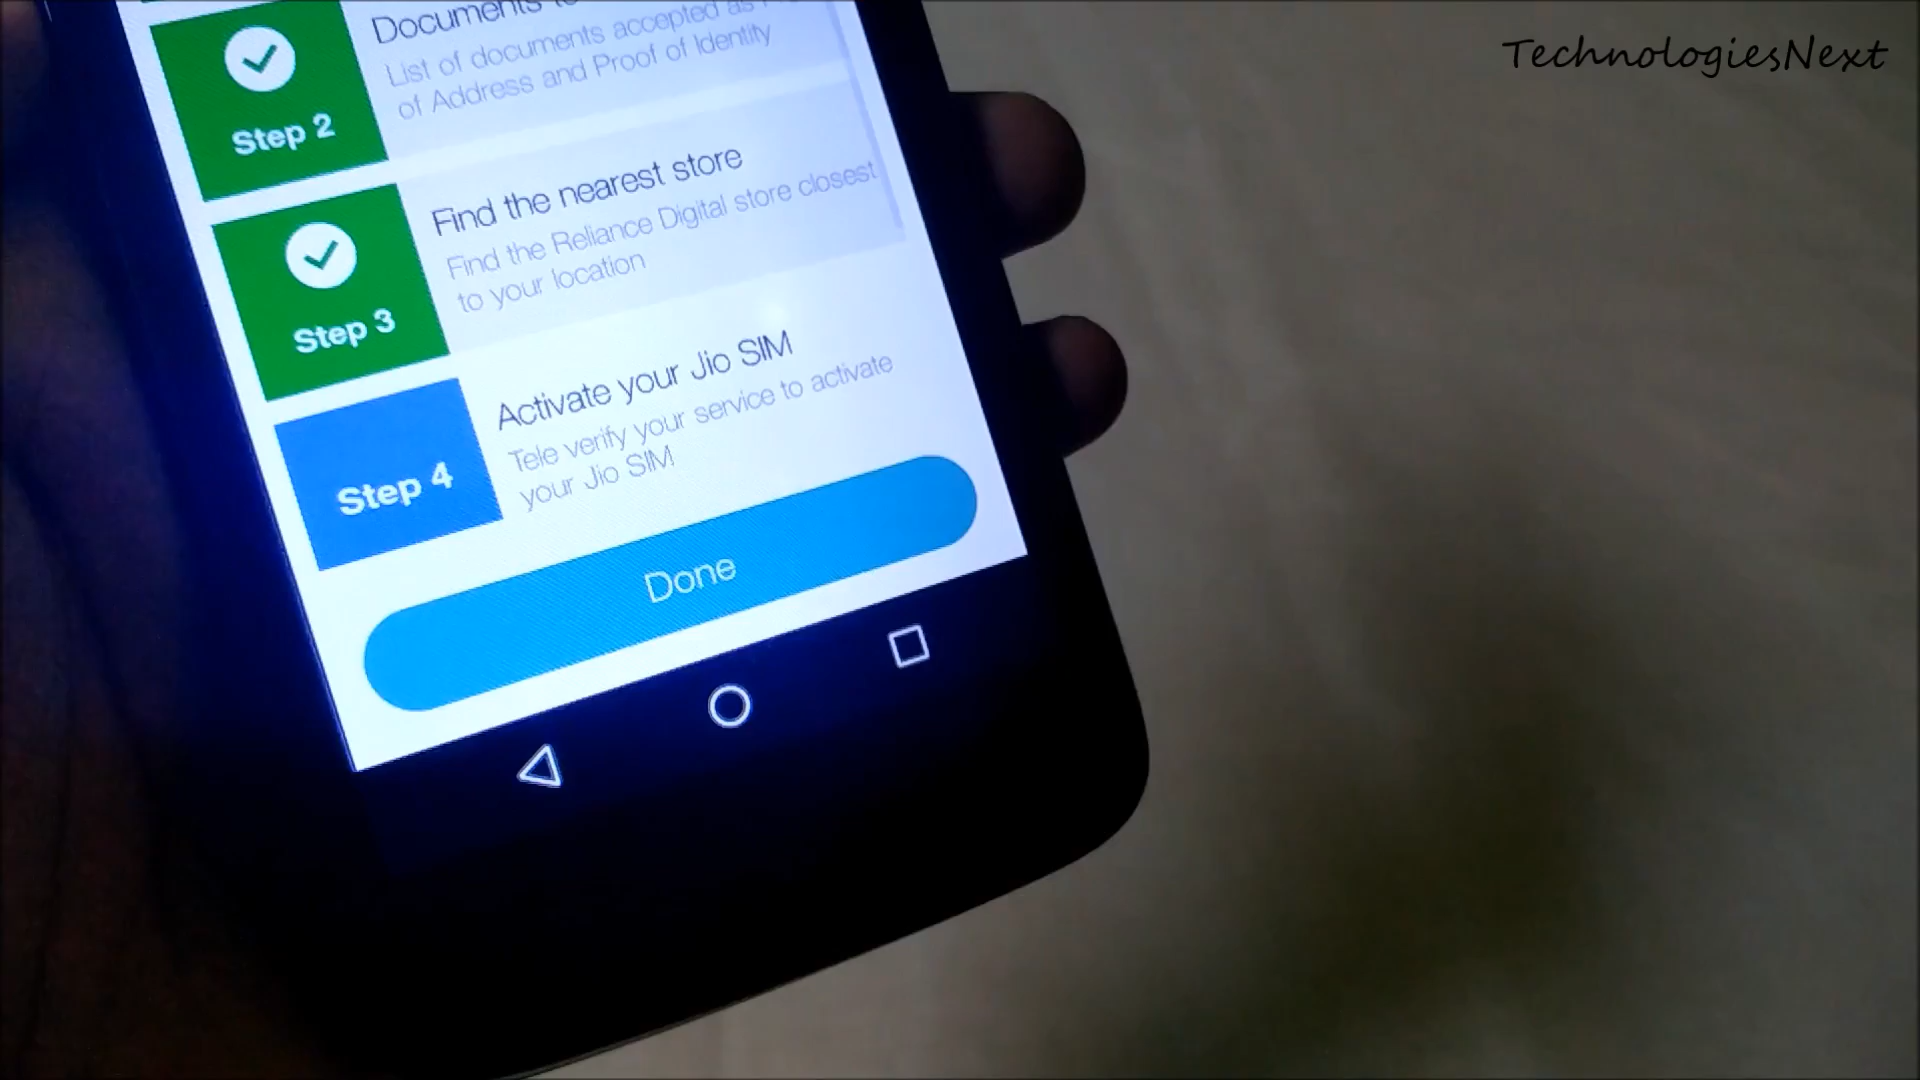 TechnologiesNext
Documents
List of documents accepted as
of Address and Proof of Identity
Step 2
Find the nearest store
Find the Reliance Digital store closest
to your location
Step 3
Activate your Jio SIM
Tele verify your service to activate
your Jio SIM
Step 4
Done